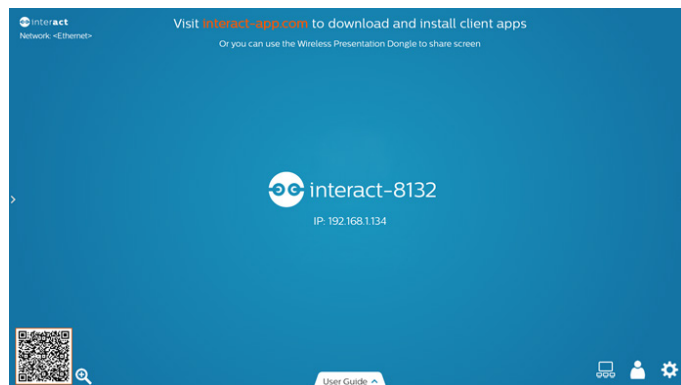 interact
Network: <Ethernet>
Visit interact-app.com to download and install client apps
Or you can use the Wireless Presentation Dongle to share screen
interact-8132
IP: 192.168.1.134
User Guide